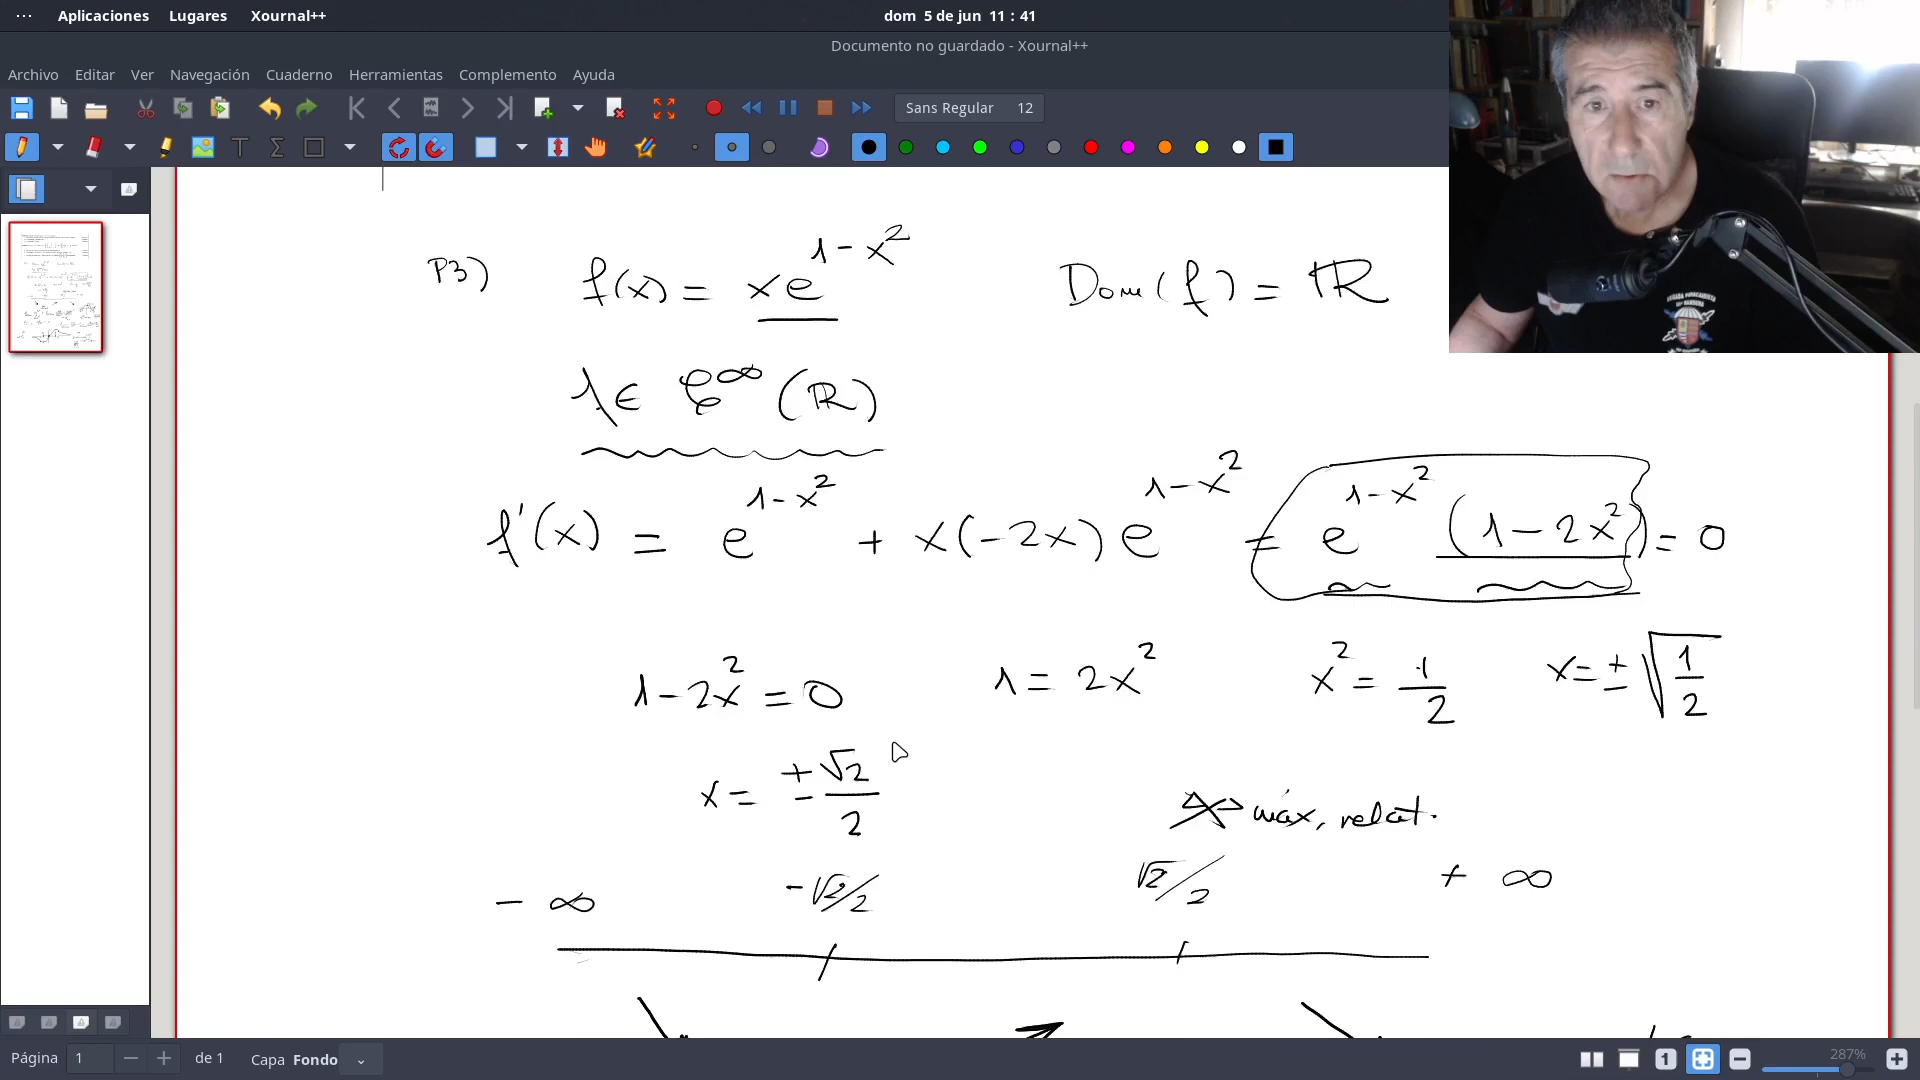 Aplicaciones Lugares Xournal++ dom 5 de jun 11 : 41
Documento no guardado - Xournal++
Archivo Editar Ver Navegación Cuaderno Herramientas Complemento Ayuda
Sans Regular 12
P3) f(x) = xe^{1-x^2} Dom(f) = ℝ
f ∈ C^∞(ℝ)
f'(x) = e^{1-x^2} + x(-2x)e^{1-x^2} = e^{1-x^2}(1-2x^2) = 0
1-2x^2 = 0 1 = 2x^2 x^2 = 1/2 x = ±√(1/2)
x = ±√2/2
máx. relat.
-∞ -√2/2 √2/2 +∞
Página 1 de 1 Capa Fondo 1 287%